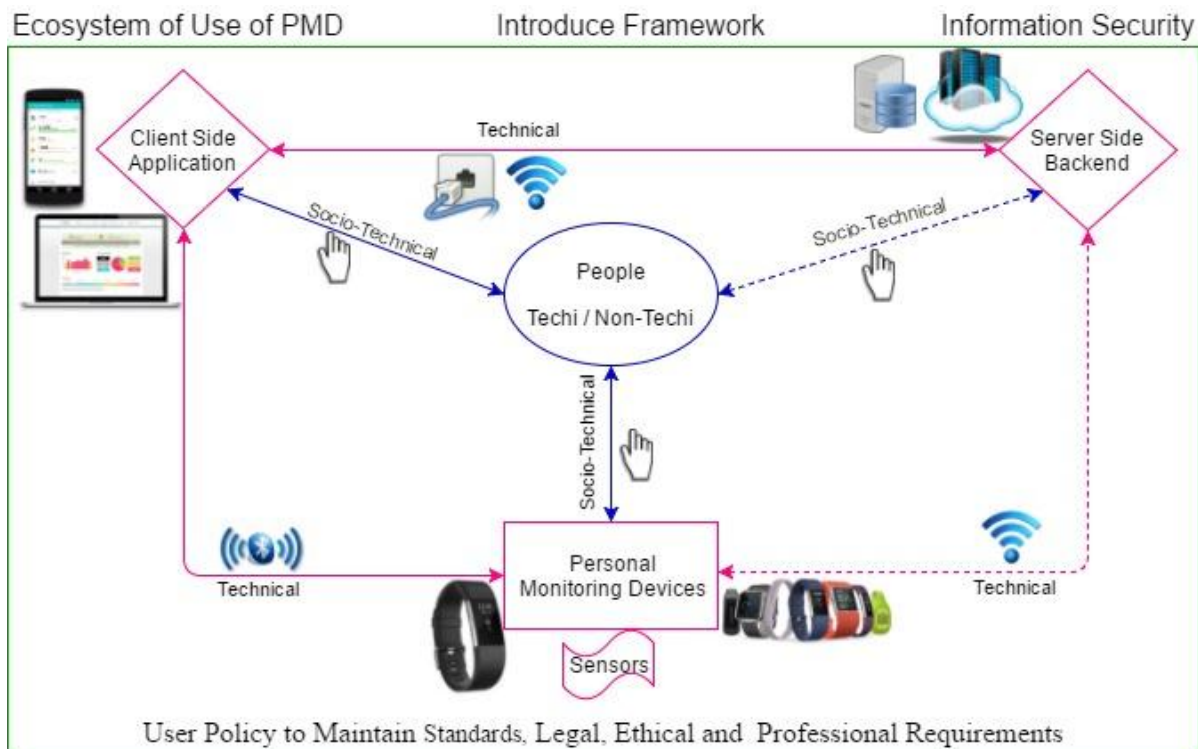 Ecosystem of Use of PMD
Introduce Framework
Information Security
Client Side
Application
Technical
Server Side
Backend
Socio-Technical
Socio-Technical
People
Techi / Non-Techi
Socio-Technical
Technical
Personal
Monitoring Devices
Technical
Sensors
User Policy to Maintain Standards, Legal, Ethical and Professional Requirements